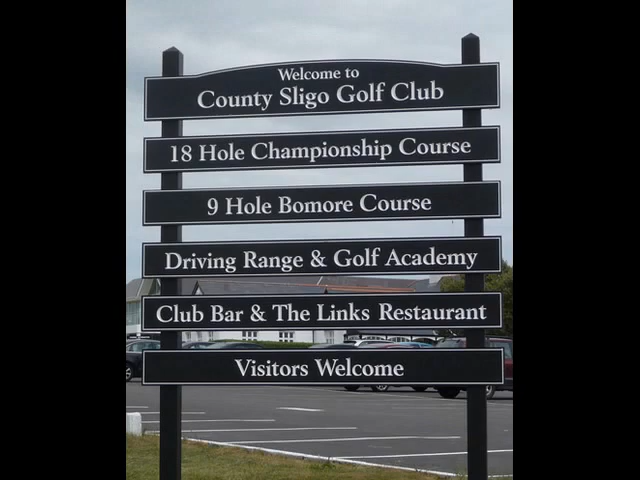 Welcome to
County Sligo Golf Club
18 Hole Championship Course
9 Hole Bomore Course
Driving Range & Golf Academy
Club Bar & The Links Restaurant
Visitors Welcome